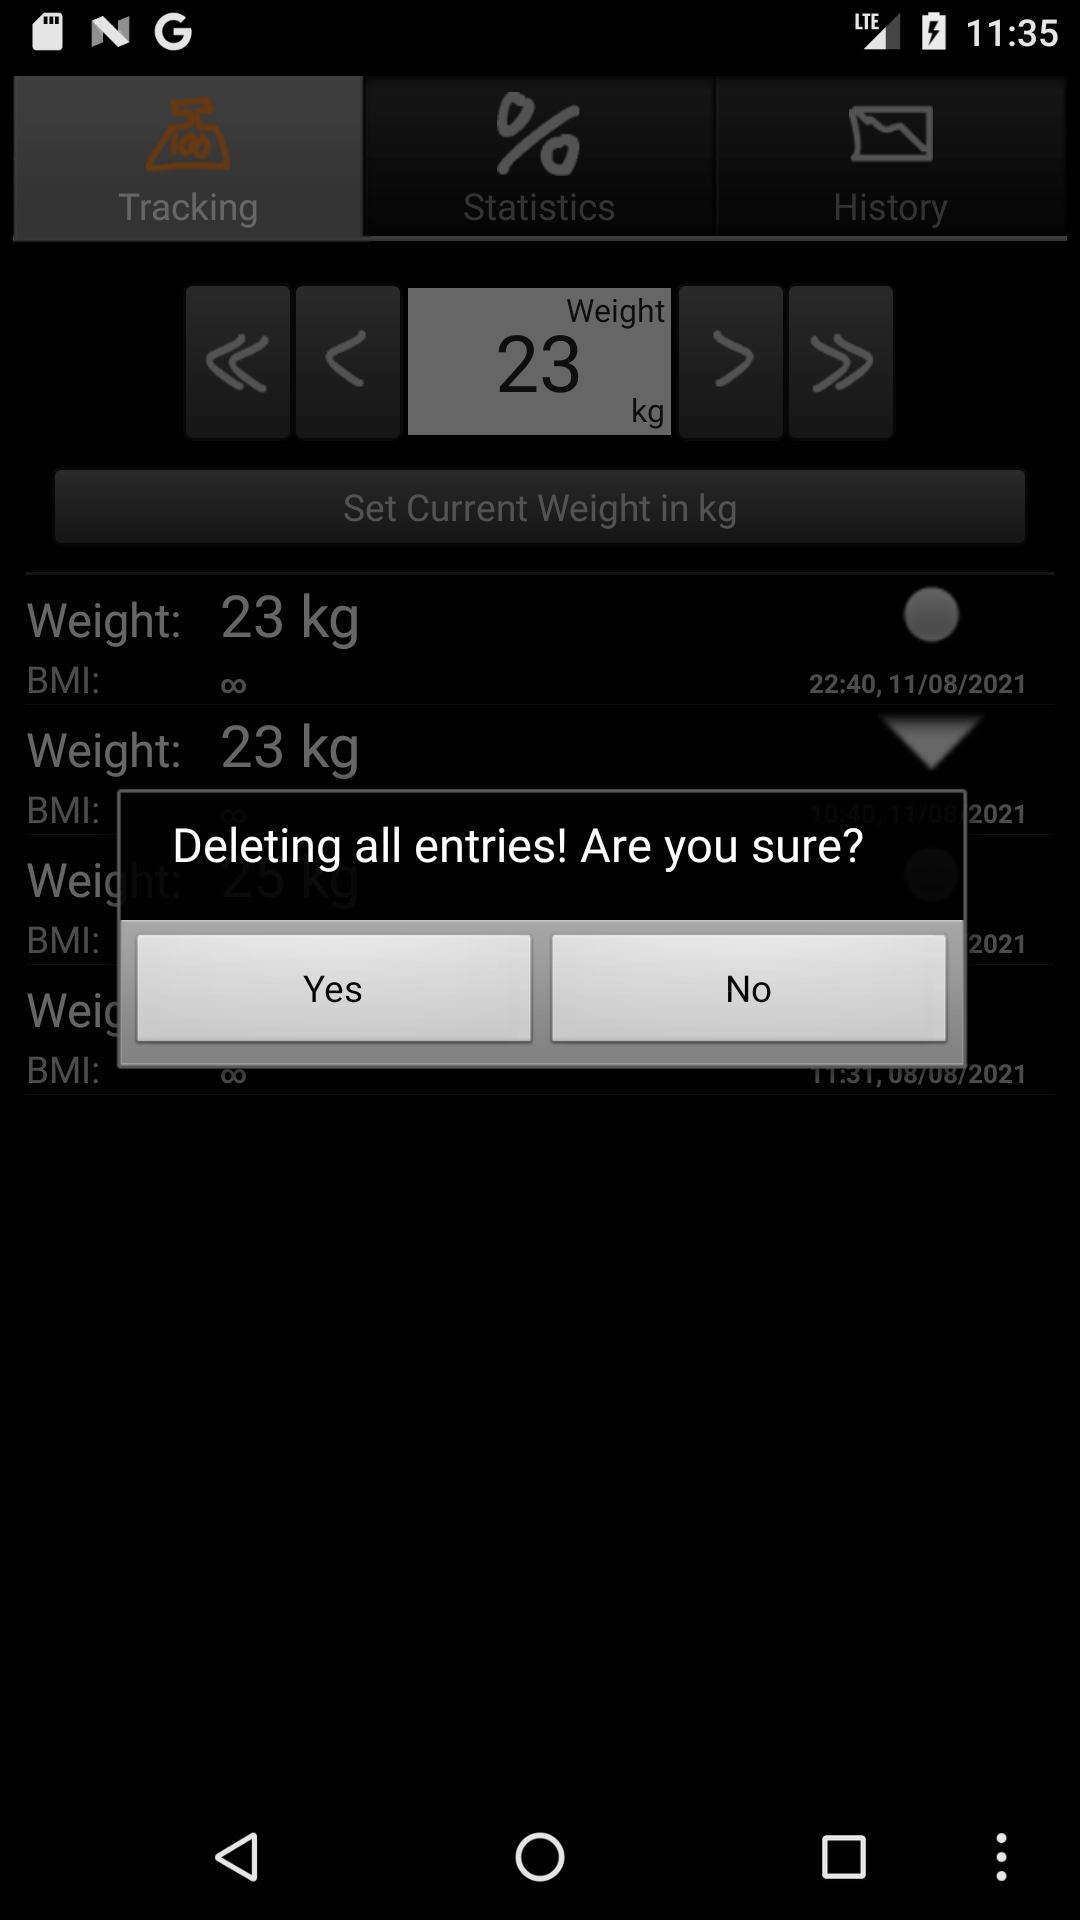 LTE 11:35
Tracking Statistics History
Weight
23
kg
Set Current Weight in kg
Weight: 23 kg
BMI: ∞ 22:40, 11/08/2021
Weight: 23 kg
BMI: ∞ 10:40, 11/08/2021
Deleting all entries! Are you sure?
Weight: 25 kg
BMI: 2021
Yes No
BMI: ∞ 11:31, 08/08/2021